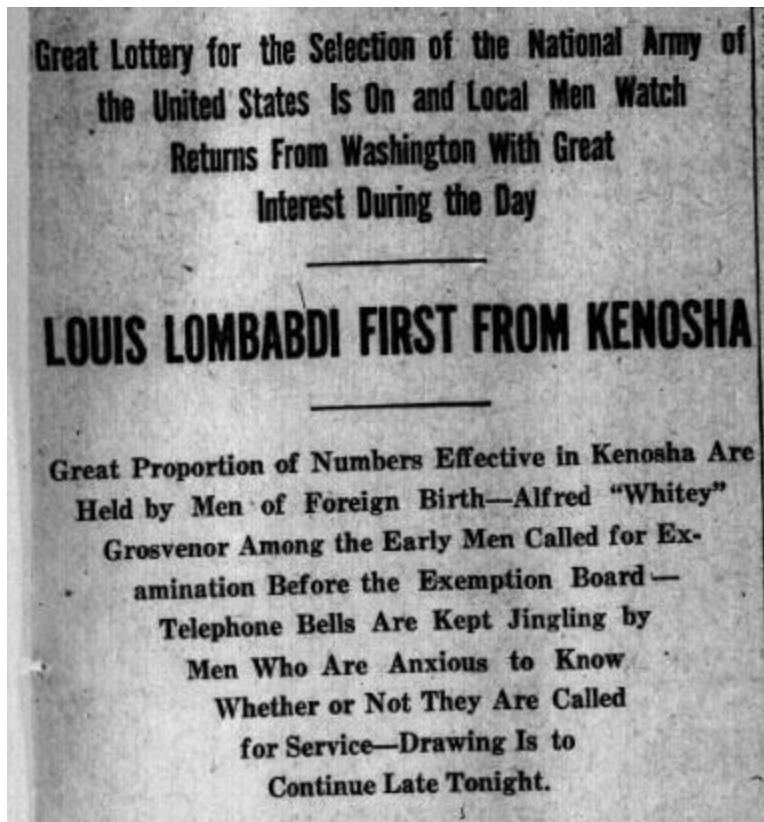 Great Lottery for the Selection of the National Army of
the United States Is On and Local Men Watch
Returns From Washington With Great
Interest During the Day
LOUIS LOMBABDI FIRST FROM KENOSHA
Great Proportion of Numbers Effective in Kenosha Are
Held by Men of Foreign Birth—Alfred “Whitey”
Grosvenor Among the Early Men Called for Ex-
amination Before the Exemption Board—
Telephone Bells Are Kept Jingling by
Men Who Are Anxious to Know
Whether or Not They Are Called
for Service—Drawing Is to
Continue Late Tonight.